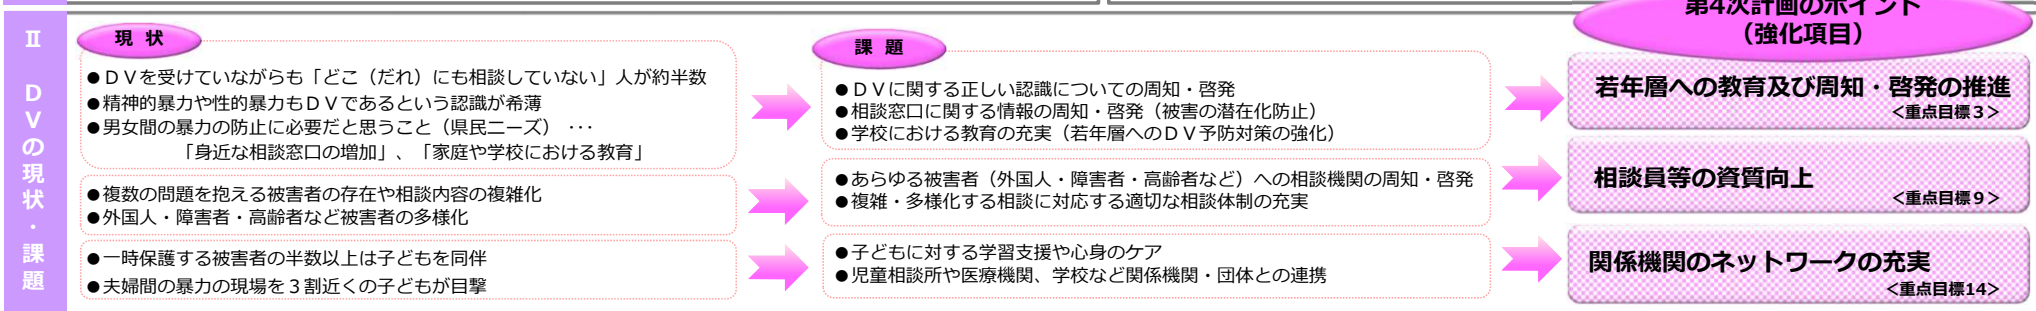 Ⅱ ＤＶの現状・課題
現 状
●ＤＶを受けていながらも「どこ（だれ）にも相談していない」人が約半数
●精神的暴力や性的暴力もＤＶであるという認識が希薄
●男女間の暴力の防止に必要だと思うこと（県民ニーズ） ･･･
「身近な相談窓口の増加」、「家庭や学校における教育」
●複数の問題を抱える被害者の存在や相談内容の複雑化
●外国人・障害者・高齢者など被害者の多様化
●一時保護する被害者の半数以上は子どもを同伴
●夫婦間の暴力の現場を３割近くの子どもが目撃
課 題
●ＤＶに関する正しい認識についての周知・啓発
●相談窓口に関する情報の周知・啓発（被害の潜在化防止）
●学校における教育の充実（若年層へのＤＶ予防対策の強化）
●あらゆる被害者（外国人・障害者・高齢者など）への相談機関の周知・啓発
●複雑・多様化する相談に対応する適切な相談体制の充実
●子どもに対する学習支援や心身のケア
●児童相談所や医療機関、学校など関係機関・団体との連携
第4次計画のポイント
（強化項目）
若年層への教育及び周知・啓発の推進
＜重点目標３＞
相談員等の資質向上
＜重点目標９＞
関係機関のネットワークの充実
＜重点目標14＞